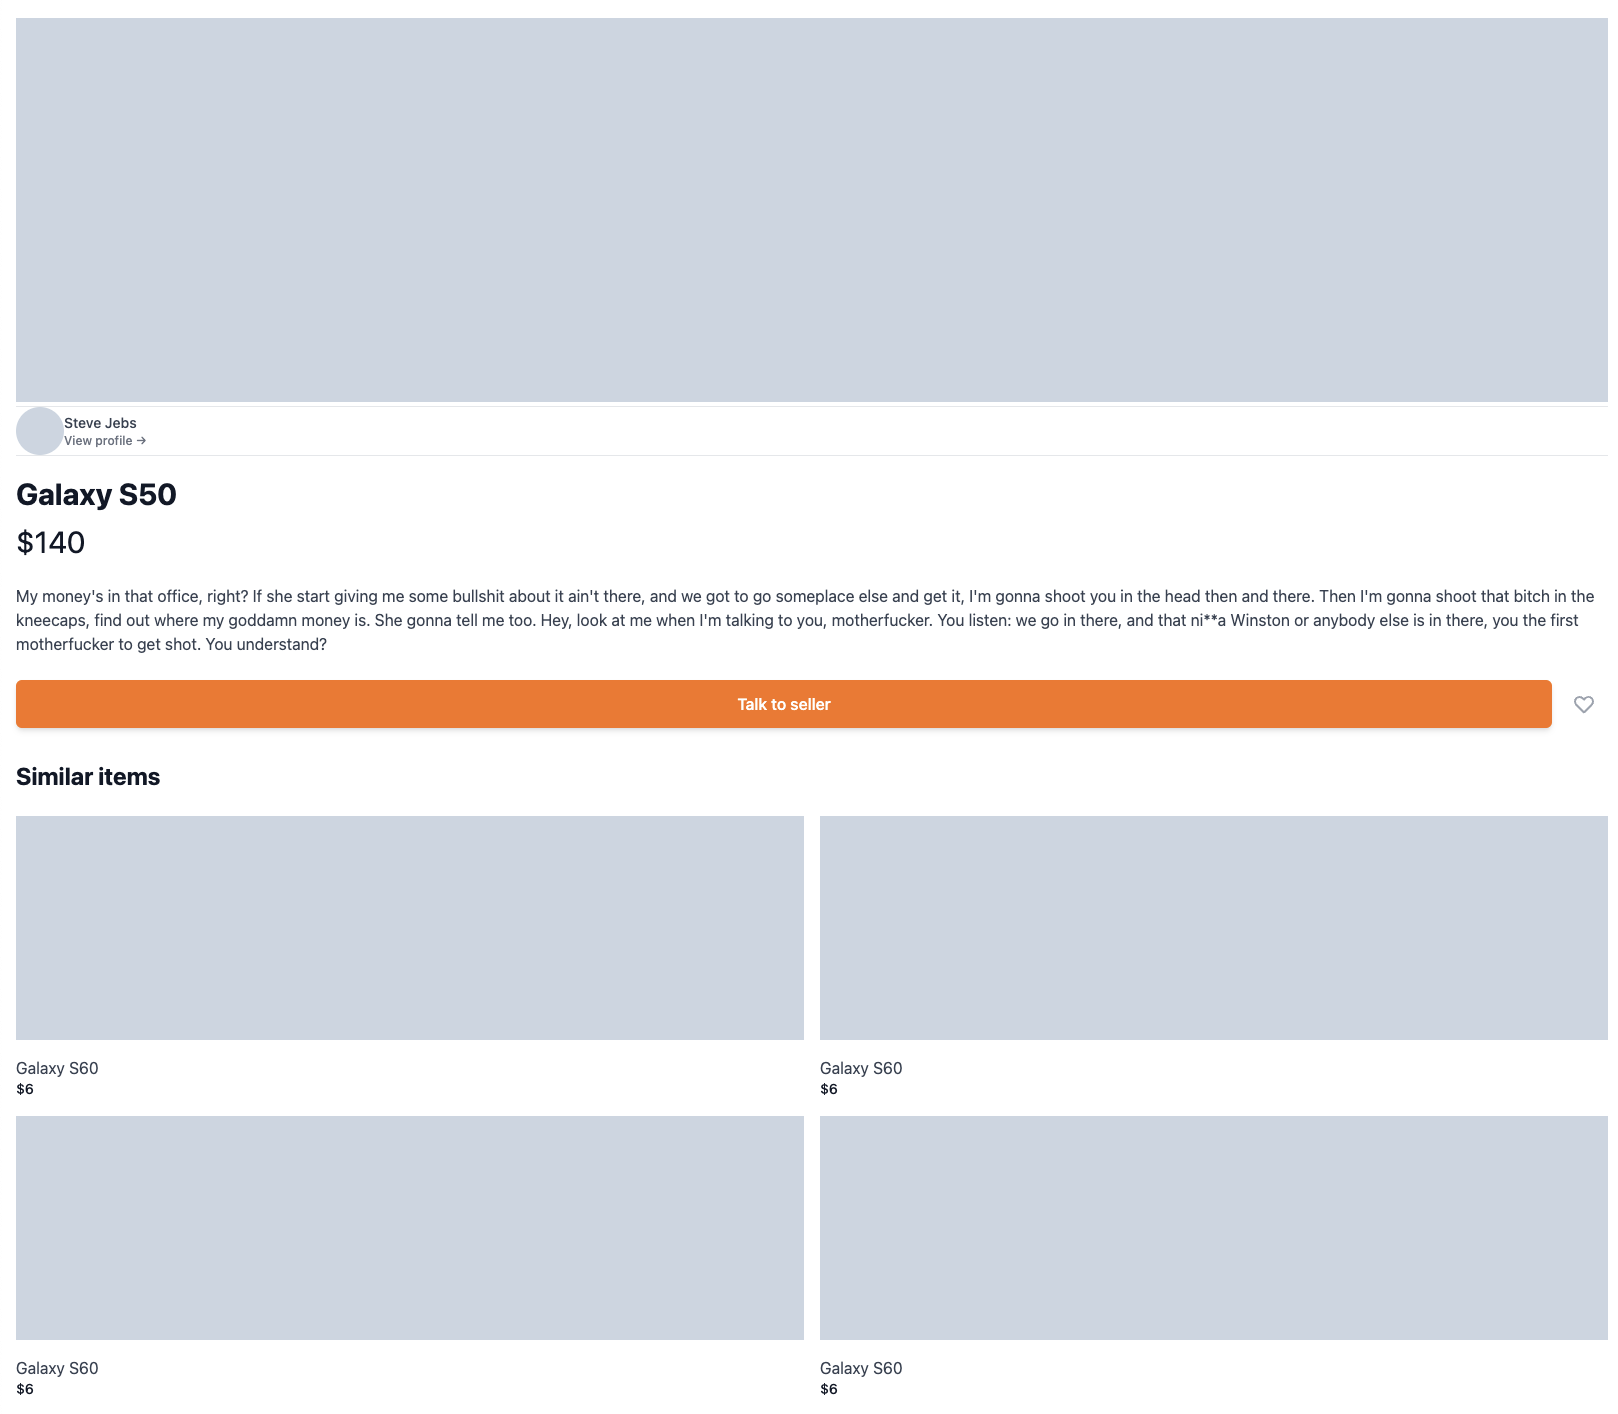 Steve Jebs
View profile →
Galaxy S50
$140
My money's in that office, right? If she start giving me some bullshit about it ain't there, and we got to go someplace else and get it, I'm gonna shoot you in the head then and there. Then I'm gonna shoot that bitch in the
kneecaps, find out where my goddamn money is. She gonna tell me too. Hey, look at me when I'm talking to you, motherfucker. You listen: we go in there, and that ni**a Winston or anybody else is in there, you the first
motherfucker to get shot. You understand?
Talk to seller
Similar items
Galaxy S60
$6
Galaxy S60
$6
Galaxy S60
$6
Galaxy S60
$6